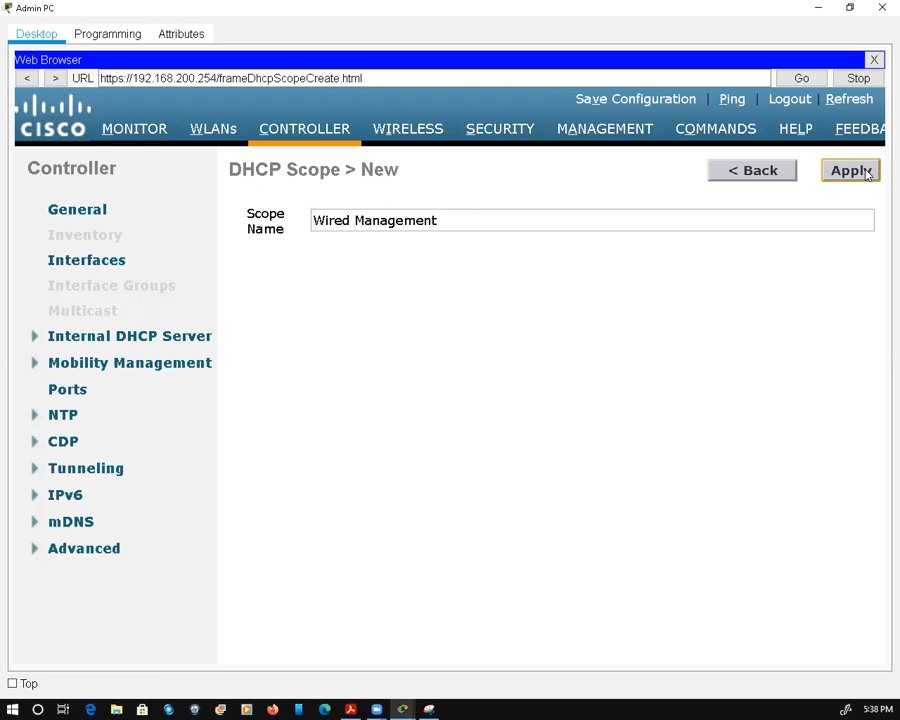 Admin PC
Desktop Programming Attributes
Web Browser X
< > URL https://192.168.200.254/frameDhcpScopeCreate.html Go Stop
Save Configuration | Ping | Logout | Refresh
CISCO MONITOR WLANs CONTROLLER WIRELESS SECURITY MANAGEMENT COMMANDS HELP FEEDBA
Controller
DHCP Scope > New < Back Apply
General
Inventory
Interfaces
Interface Groups
Multicast
Internal DHCP Server
Mobility Management
Ports
NTP
CDP
Tunneling
IPv6
mDNS
Advanced
Scope
Name
Wired Management
Top
5:38 PM